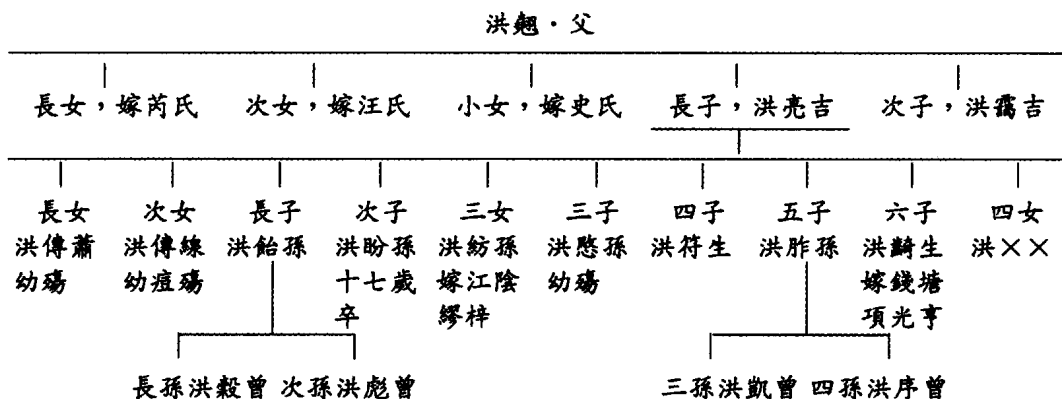 洪翹·父
長女，嫁芮氏 次女，嫁汪氏 小女，嫁史氏 長子，洪亮吉 次子，洪靄吉
長女 次女 長子 次子 三女 三子 四子 五子 六子 四女
洪傳蕭 洪傳線 洪飴孫 洪盼孫 洪紡孫 洪愍孫 洪符生 洪胙孫 洪齮生 洪××
幼殤 幼痘殤 十七歲 嫁江陰 幼殤 嫁錢塘
卒 繆梓 項光亨
長孫洪穀曾 次孫洪彪曾 三孫洪凱曾 四孫洪序曾